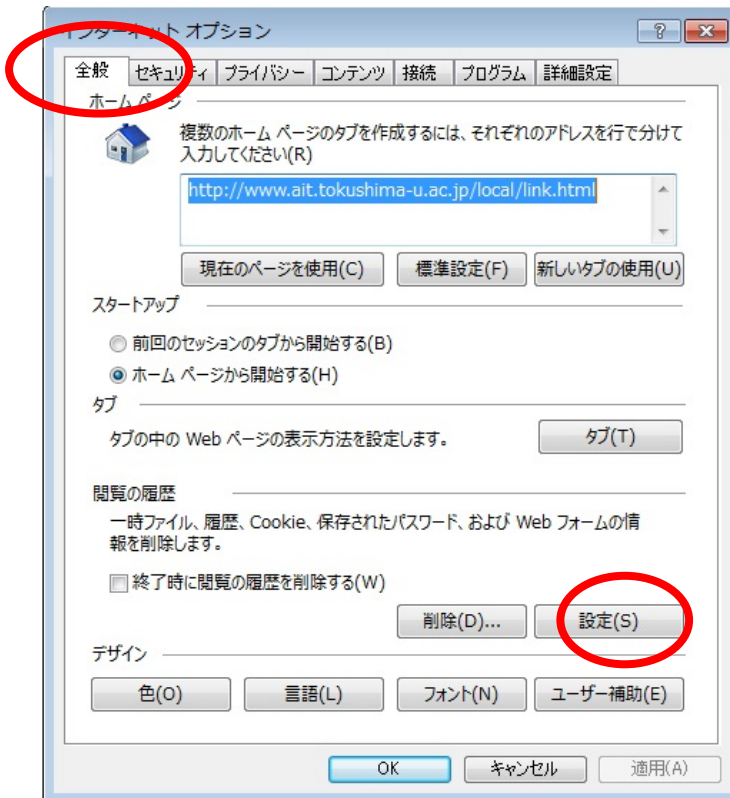 インターネット オプション
全般 セキュリティ プライバシー コンテンツ 接続 プログラム 詳細設定
ホーム ページ
複数のホーム ページのタブを作成するには、それぞれのアドレスを行で分けて
入力してください(R)
http://www.ait.tokushima-u.ac.jp/local/link.html
現在のページを使用(C) 標準設定(F) 新しいタブの使用(U)
スタートアップ
前回のセッションのタブから開始する(B)
ホーム ページから開始する(H)
タブ
タブの中の Web ページの表示方法を設定します。 タブ(T)
閲覧の履歴
一時ファイル、履歴、Cookie、保存されたパスワード、および Web フォームの情
報を削除します。
終了時に閲覧の履歴を削除する(W)
削除(D)... 設定(S)
デザイン
色(O) 言語(L) フォント(N) ユーザー補助(E)
OK キャンセル 適用(A)